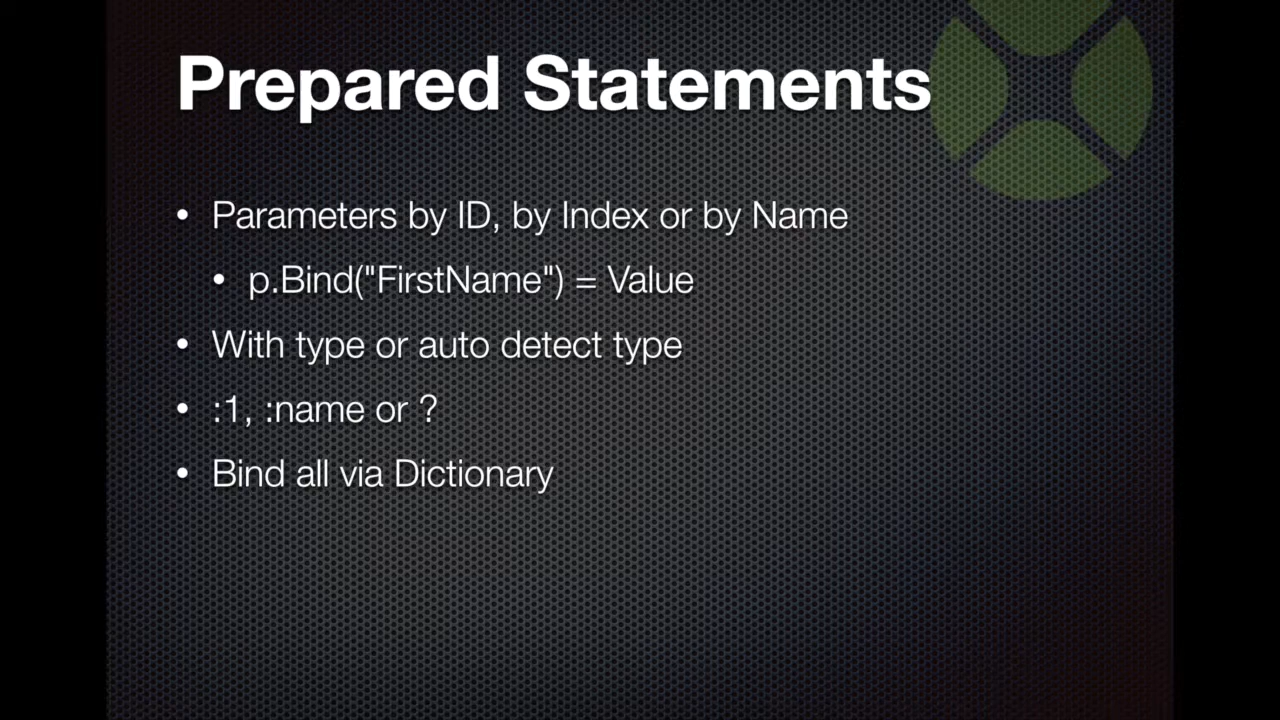 Prepared Statements
• Parameters by ID, by Index or by Name
• p.Bind("FirstName") = Value
• With type or auto detect type
• :1, :name or ?
• Bind all via Dictionary